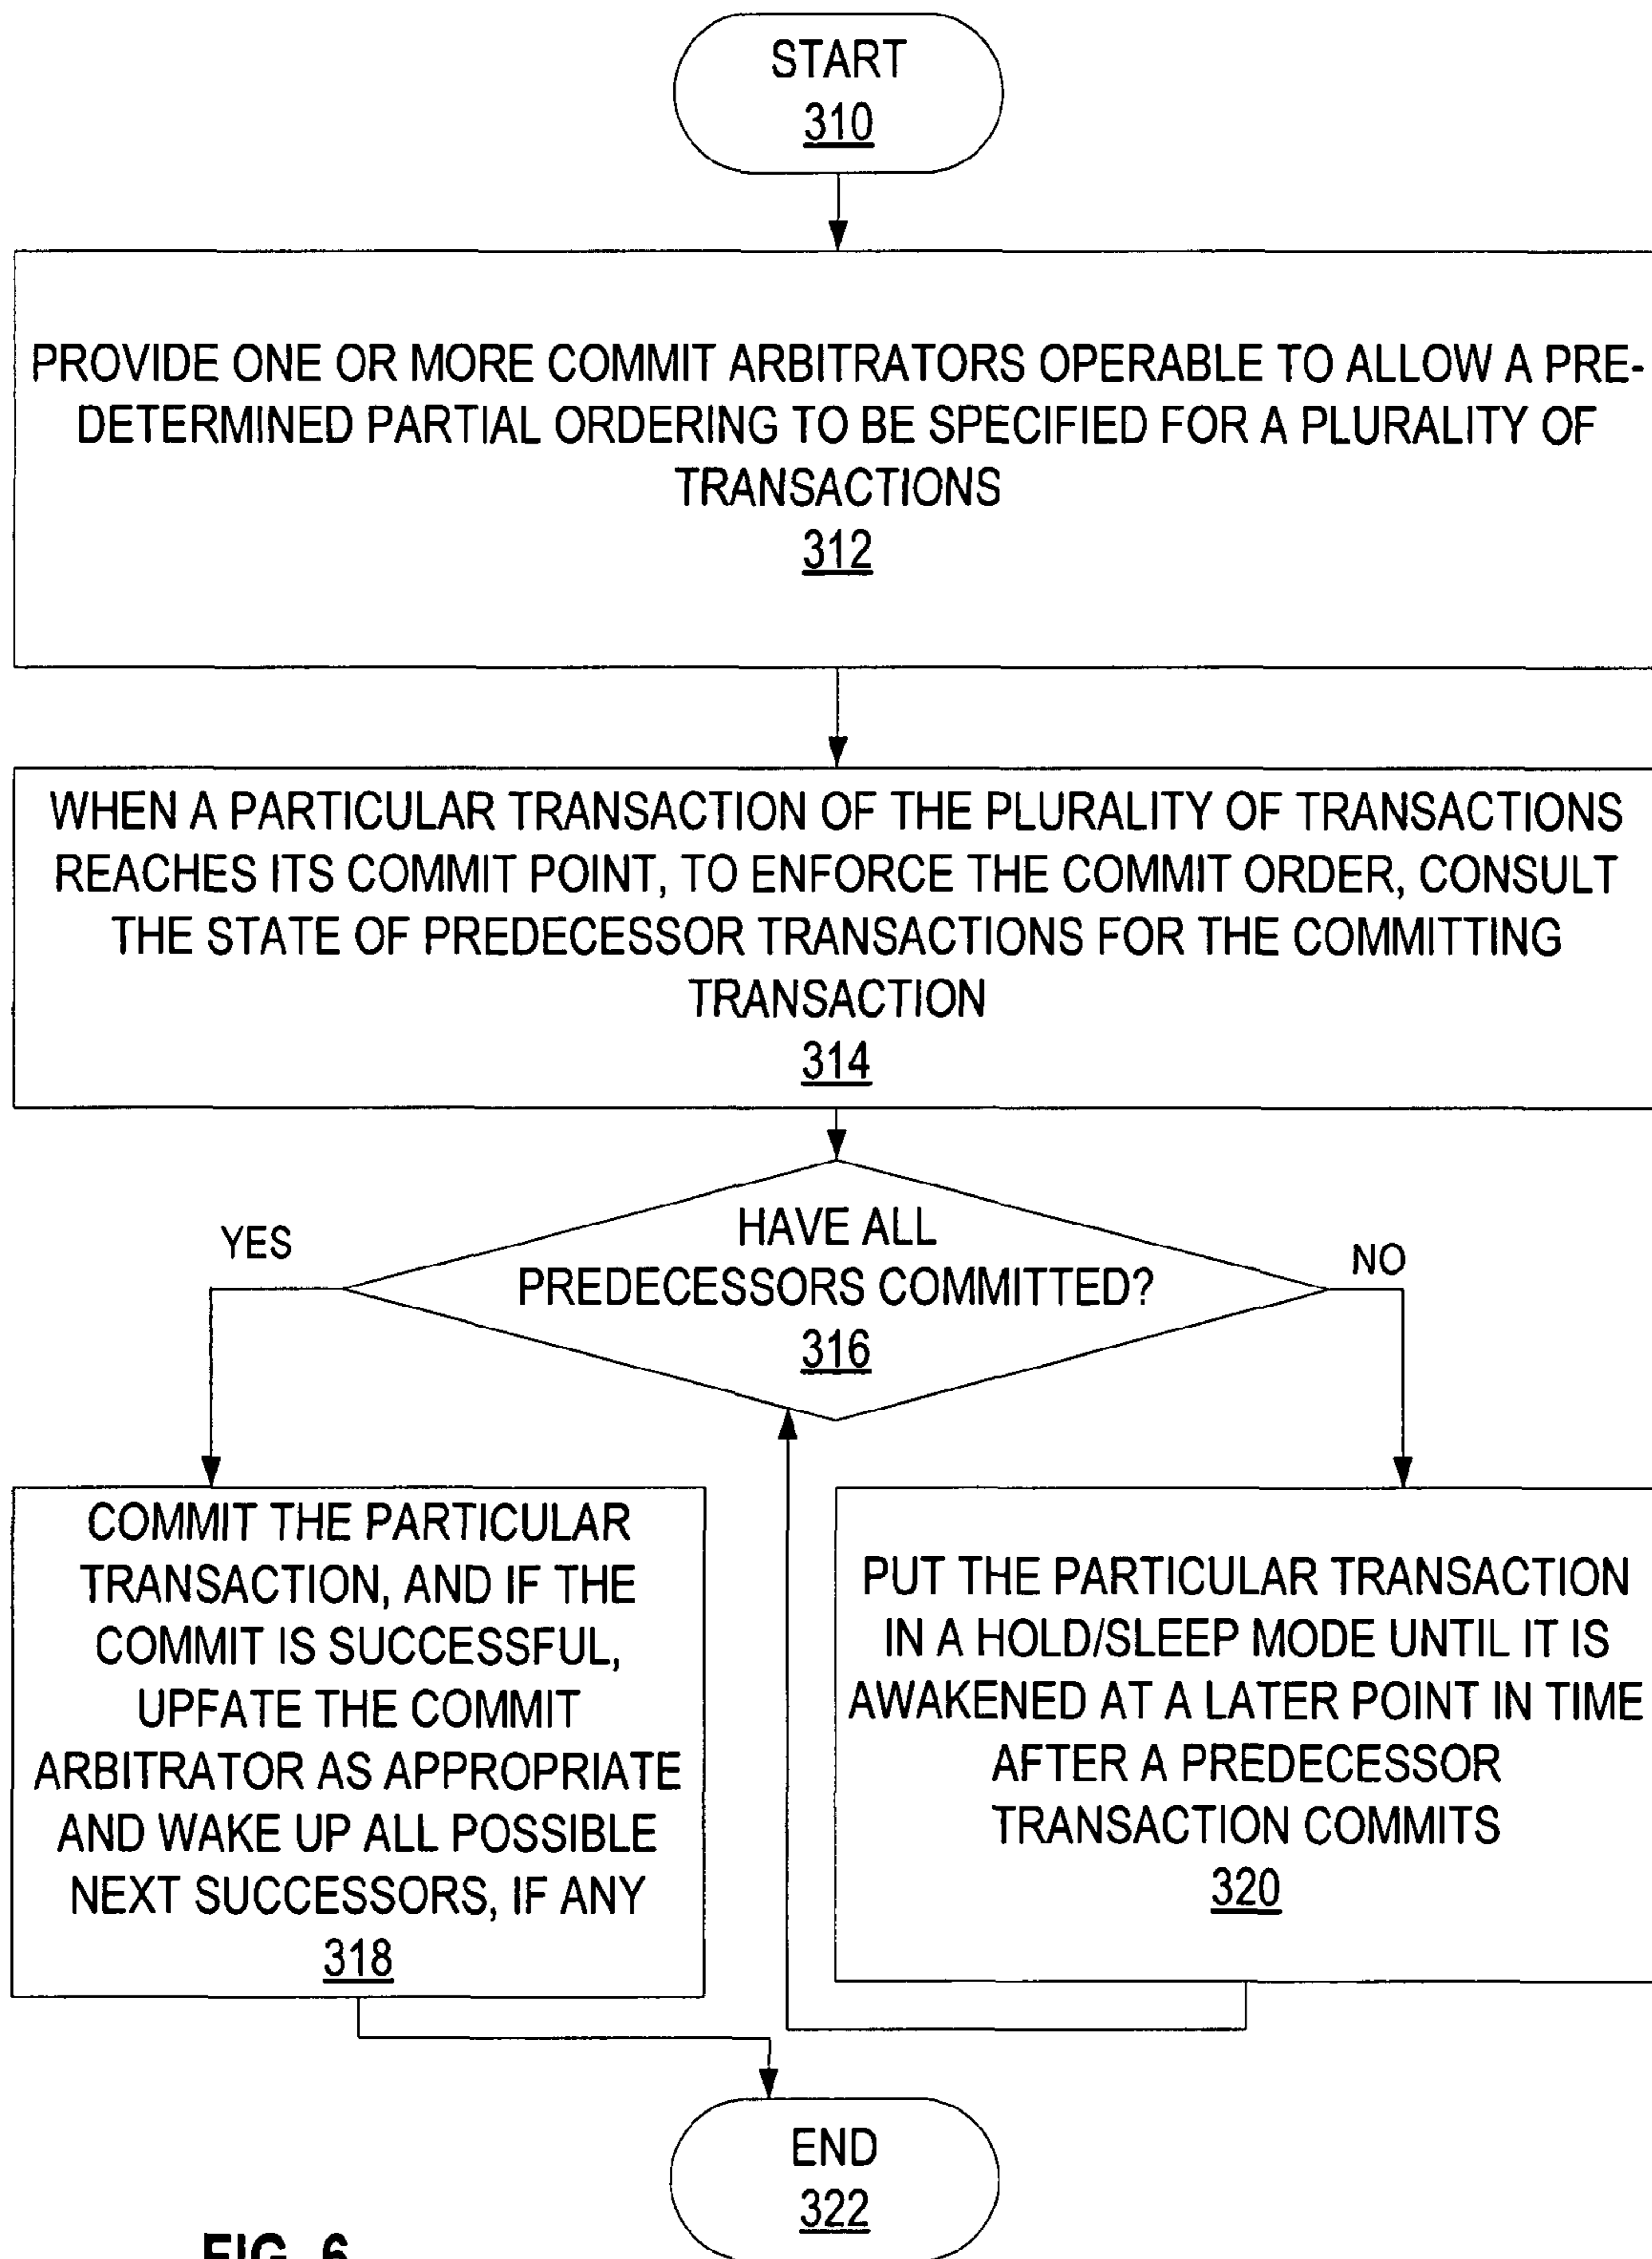 START
310
PROVIDE ONE OR MORE COMMIT ARBITRATORS OPERABLE TO ALLOW A PRE-
DETERMINED PARTIAL ORDERING TO BE SPECIFIED FOR A PLURALITY OF
TRANSACTIONS
312
WHEN A PARTICULAR TRANSACTION OF THE PLURALITY OF TRANSACTIONS
REACHES ITS COMMIT POINT, TO ENFORCE THE COMMIT ORDER, CONSULT
THE STATE OF PREDECESSOR TRANSACTIONS FOR THE COMMITTING
TRANSACTION
314
HAVE ALL
PREDECESSORS COMMITTED?
316
YES
NO
COMMIT THE PARTICULAR
TRANSACTION, AND IF THE
COMMIT IS SUCCESSFUL,
UPFATE THE COMMIT
ARBITRATOR AS APPROPRIATE
AND WAKE UP ALL POSSIBLE
NEXT SUCCESSORS, IF ANY
318
PUT THE PARTICULAR TRANSACTION
IN A HOLD/SLEEP MODE UNTIL IT IS
AWAKENED AT A LATER POINT IN TIME
AFTER A PREDECESSOR
TRANSACTION COMMITS
320
END
322
FIG. 6